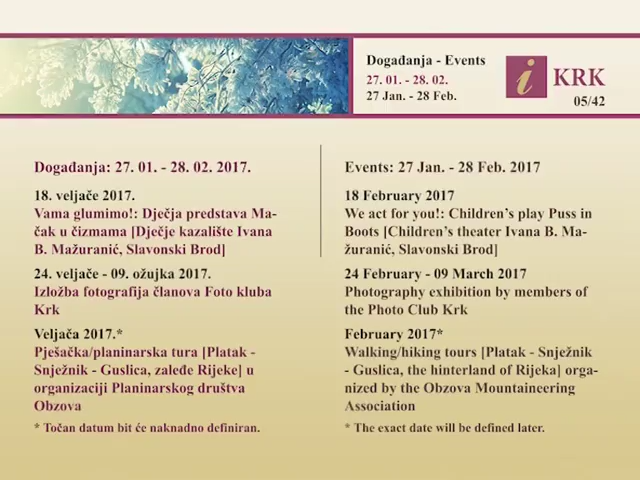 Događanja - Events
27. 01. - 28. 02.
27 Jan. - 28 Feb.
i KRK
05/42
Događanja: 27. 01. - 28. 02. 2017.
18. veljače 2017.
Vama glumimo!: Dječja predstava Ma-
čak u čizmama [Dječje kazalište Ivana
B. Mažuranić, Slavonski Brod]
24. veljače - 09. ožujka 2017.
Izložba fotografija članova Foto kluba
Krk
Veljača 2017.*
Pješačka/planinarska tura [Platak -
Snježnik - Guslica, zaleđe Rijeke] u
organizaciji Planinarskog društva
Obzova
* Točan datum bit će naknadno definiran.
Events: 27 Jan. - 28 Feb. 2017
18 February 2017
We act for you!: Children's play Puss in
Boots [Children's theater Ivana B. Ma-
žuranić, Slavonski Brod]
24 February - 09 March 2017
Photography exhibition by members of
the Photo Club Krk
February 2017*
Walking/hiking tours [Platak - Snježnik
- Guslica, the hinterland of Rijeka] orga-
nized by the Obzova Mountaineering
Association
* The exact date will be defined later.